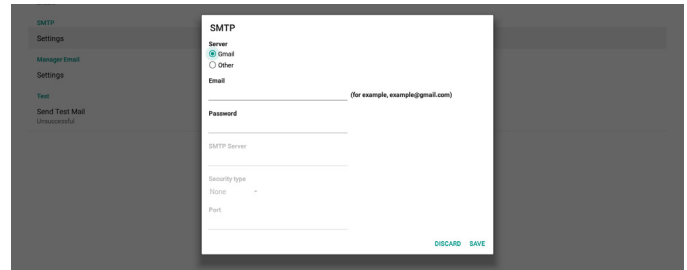 SMTP
Settings
Manager Email
Settings
Test
Send Test Mail
Unsuccessful
SMTP
Server
Gmail
Other
Email
(for example, example@gmail.com)
Password
SMTP Server
Security type
None
Port
DISCARD SAVE